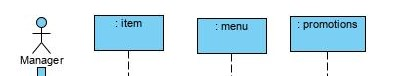 : item
: menu
: promotions
Manager